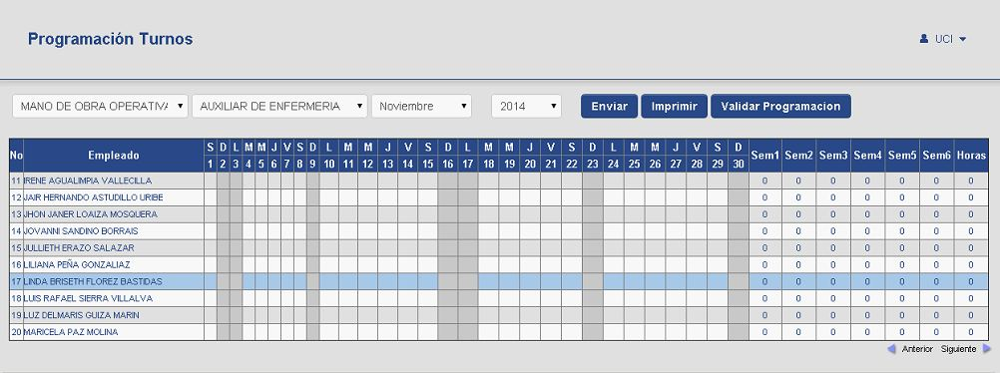 Programación Turnos
UCI
MANO DE OBRA OPERATIVA AUXILIAR DE ENFERMERIA Noviembre 2014 Enviar Imprimir Validar Programacion
No Empleado S D L M M J V S D L M M J V S D L M M J V S D L M M J V S D Sem1 Sem2 Sem3 Sem4 Sem5 Sem6 Horas
1 2 3 4 5 6 7 8 9 10 11 12 13 14 15 16 17 18 19 20 21 22 23 24 25 26 27 28 29 30
11 IRENE AGUALIMPIA VALLECILLA 0 0 0 0 0 0 0
12 JAIR HERNANDO ASTUDILLO URIBE 0 0 0 0 0 0 0
13 JHON JANER LOAIZA MOSQUERA 0 0 0 0 0 0 0
14 JOVANNI SANDINO BORRAIS 0 0 0 0 0 0 0
15 JULLIETH ERAZO SALAZAR 0 0 0 0 0 0 0
16 LILIANA PEÑA GONZALIAZ 0 0 0 0 0 0 0
17 LINDA BRISETH FLOREZ BASTIDAS 0 0 0 0 0 0 0
18 LUIS RAFAEL SIERRA VILLALVA 0 0 0 0 0 0 0
19 LUZ DELMARIS GUIZA MARIN 0 0 0 0 0 0 0
20 MARICELA PAZ MOLINA 0 0 0 0 0 0 0
Anterior Siguiente